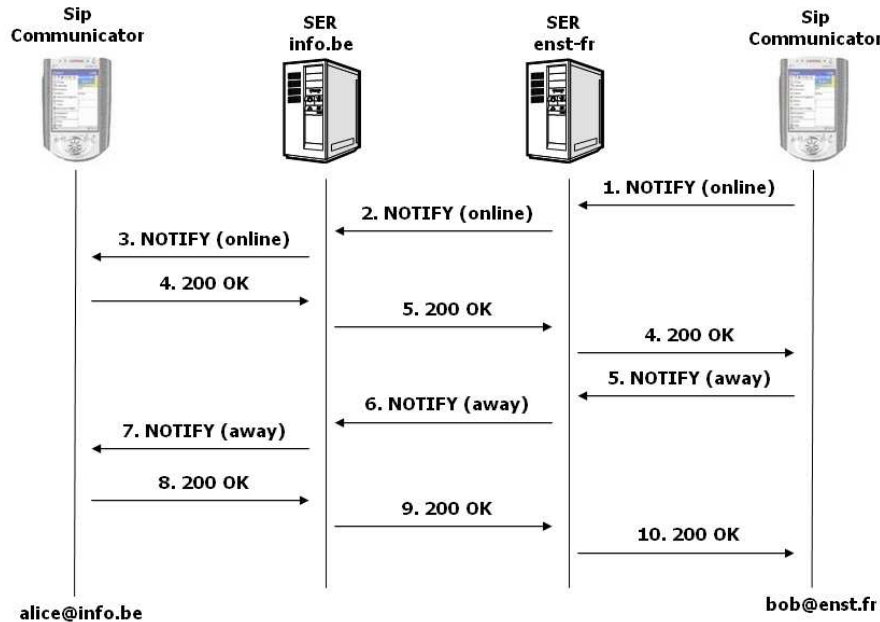 Sip
Communicator
SER
info.be
SER
enst-fr
Sip
Communicator
1. NOTIFY (online)
2. NOTIFY (online)
3. NOTIFY (online)
4. 200 OK
5. 200 OK
4. 200 OK
5. NOTIFY (away)
6. NOTIFY (away)
7. NOTIFY (away)
8. 200 OK
9. 200 OK
10. 200 OK
alice@info.be
bob@enst.fr